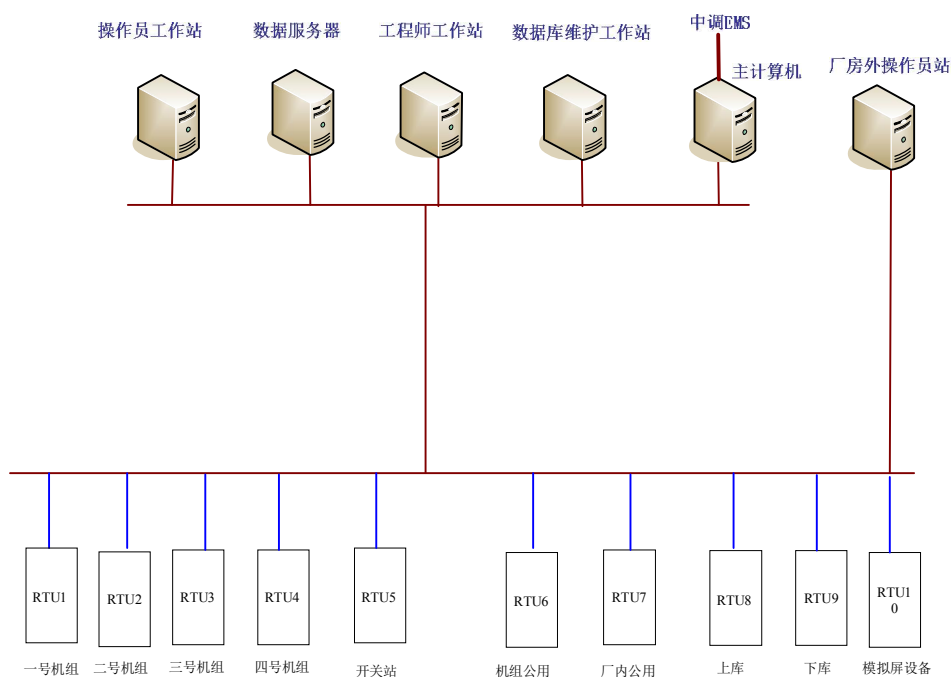 操作员工作站
数据服务器
工程师工作站
数据库维护工作站
中调EMS
主计算机
厂房外操作员站
RTU1
RTU2
RTU3
RTU4
RTU5
RTU6
RTU7
RTU8
RTU9
RTU1
0
一号机组
二号机组
三号机组
四号机组
开关站
机组公用
厂内公用
上库
下库
模拟屏设备